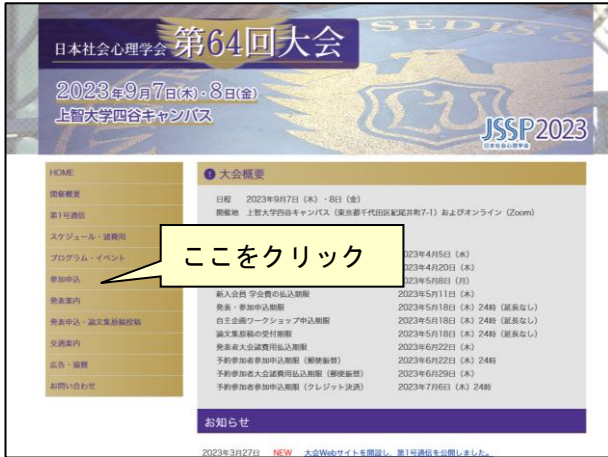 SEDIS S
日本社会心理学会 第64回大会
2023年9月7日(木)・8日(金)
上智大学四谷キャンパス
JSSP2023
日本社会心理学会
HOME
開催概要
第1号通信
スケジュール・諸費用
プログラム・イベント
参加申込
発表案内
発表申込・論文集原稿投稿
交通案内
広告・協賛
お問い合わせ
ここをクリック
大会概要
日程 2023年9月7日（木）・8日（金）
開催地 上智大学四谷キャンパス（東京都千代田区紀尾井町7-1）およびオンライン（Zoom）
2023年4月5日（水）
2023年4月20日（木）
2023年5月8日（月）
新入会員 学会費の払込期限 2023年5月11日（木）
発表・参加申込期限 2023年5月18日（木）24時（延長なし）
自主企画ワークショップ申込期限 2023年5月18日（木）24時（延長なし）
論文集原稿の受付期限 2023年5月18日（木）24時（延長なし）
発表者大会諸費用払込期限 2023年6月22日（木）
予約参加者参加申込期限（郵便振替） 2023年6月22日（木）24時
予約参加者大会諸費用払込期限（郵便振替） 2023年6月29日（木）
予約参加者参加申込期限（クレジット決済） 2023年7月6日（木）24時
お知らせ
2023年3月27日 NEW 大会Webサイトを開設し、第1号通信を公開しました。